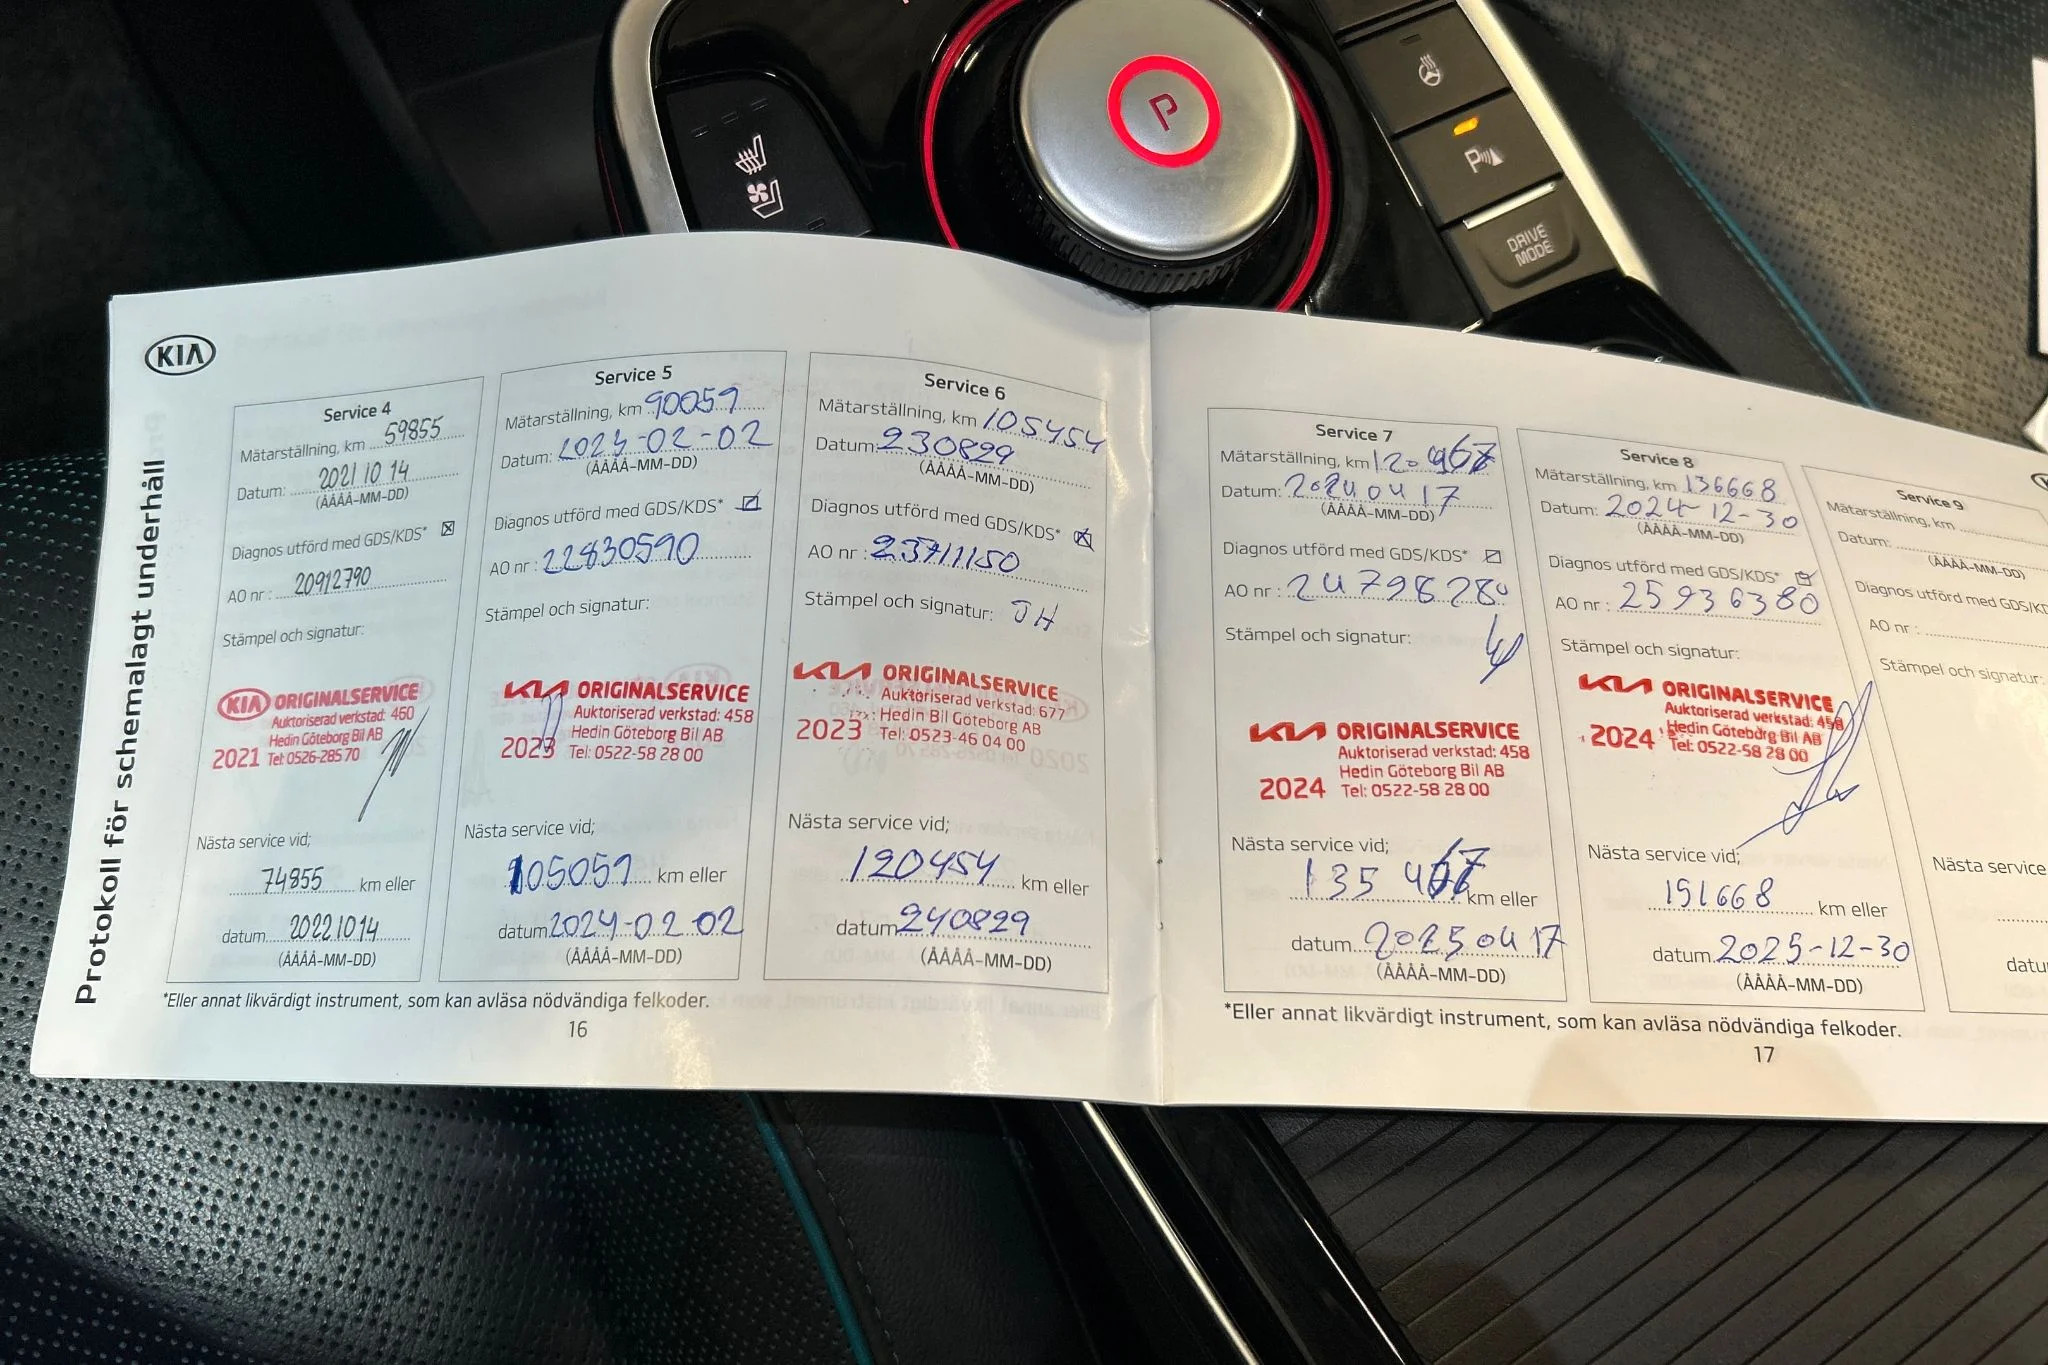 P
P
DRIVE
MODE
KIA
Protokoll för schemalagt underhåll
Service 4
Mätarställning, km 59855
Datum: 2021 10 14
(ÅÅÅÅ-MM-DD)
Diagnos utförd med GDS/KDS*
AO nr : 20912790
Stämpel och signatur:
KIA ORIGINALSERVICE
Auktoriserad verkstad: 460
Hedin Göteborg Bil AB
2021 Tel: 0526-285 70
Nästa service vid;
74855 km eller
datum 20221014
(ÅÅÅÅ-MM-DD)
Service 5
Mätarställning, km 90059
Datum: 2023-02-02
(ÅÅÅÅ-MM-DD)
Diagnos utförd med GDS/KDS*
AO nr : 22830590
Stämpel och signatur:
KIA ORIGINALSERVICE
Auktoriserad verkstad: 458
Hedin Göteborg Bil AB
2023 Tel: 0522-58 28 00
Nästa service vid;
105059 km eller
datum 2024-02-02
(ÅÅÅÅ-MM-DD)
Service 6
Mätarställning, km 105454
Datum: 230829
(ÅÅÅÅ-MM-DD)
Diagnos utförd med GDS/KDS*
AO nr : 23711150
Stämpel och signatur: JH
KIA ORIGINALSERVICE
Auktoriserad verkstad: 677
Hedin Bil Göteborg AB
2023 Tel: 0523-46 04 00
Nästa service vid;
120454 km eller
datum 240829
(ÅÅÅÅ-MM-DD)
*Eller annat likvärdigt instrument, som kan avläsa nödvändiga felkoder.
16
Service 7
Mätarställning, km
Datum: 20240417
(ÅÅÅÅ-MM-DD)
Diagnos utförd med GDS/KDS*
AO nr : 24798280
Stämpel och signatur:
KIA ORIGINALSERVICE
Auktoriserad verkstad: 458
Hedin Göteborg Bil AB
2024 Tel: 0522-58 28 00
Nästa service vid;
135 467 km eller
datum 20250417
(ÅÅÅÅ-MM-DD)
Service 8
Mätarställning, km 136668
Datum: 2024-12-30
(ÅÅÅÅ-MM-DD)
Diagnos utförd med GDS/KDS*
AO nr : 25936380
Stämpel och signatur:
KIA ORIGINALSERVICE
Auktoriserad verkstad: 458
Hedin Göteborg Bil AB
2024 Tel: 0522-58 28 00
Nästa service vid;
151668 km eller
datum 2025-12-30
(ÅÅÅÅ-MM-DD)
Service 9
Mätarställning, km
Datum:
(ÅÅÅÅ-MM-DD)
Diagnos utförd med GDS/KD
AO nr :
Stämpel och signatur:
Nästa service
datu
*Eller annat likvärdigt instrument, som kan avläsa nödvändiga felkoder.
17